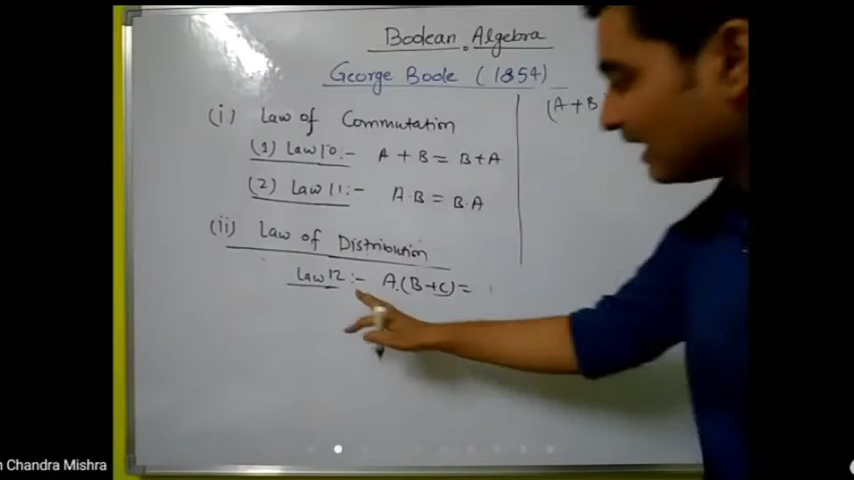 Boolean Algebra
George Boole (1854)
(i) Law of Commutation
(1) Law 10:- A + B = B + A
(2) Law 11:- A.B = B.A
(ii) Law of Distribution
Law 12:- A.(B+C) =
(A+B
Chandra Mishra